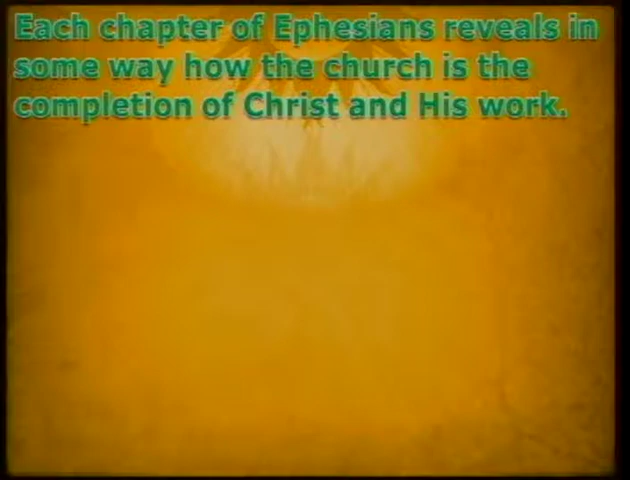 Each chapter of Ephesians reveals in
some way how the church is the
completion of Christ and His work.